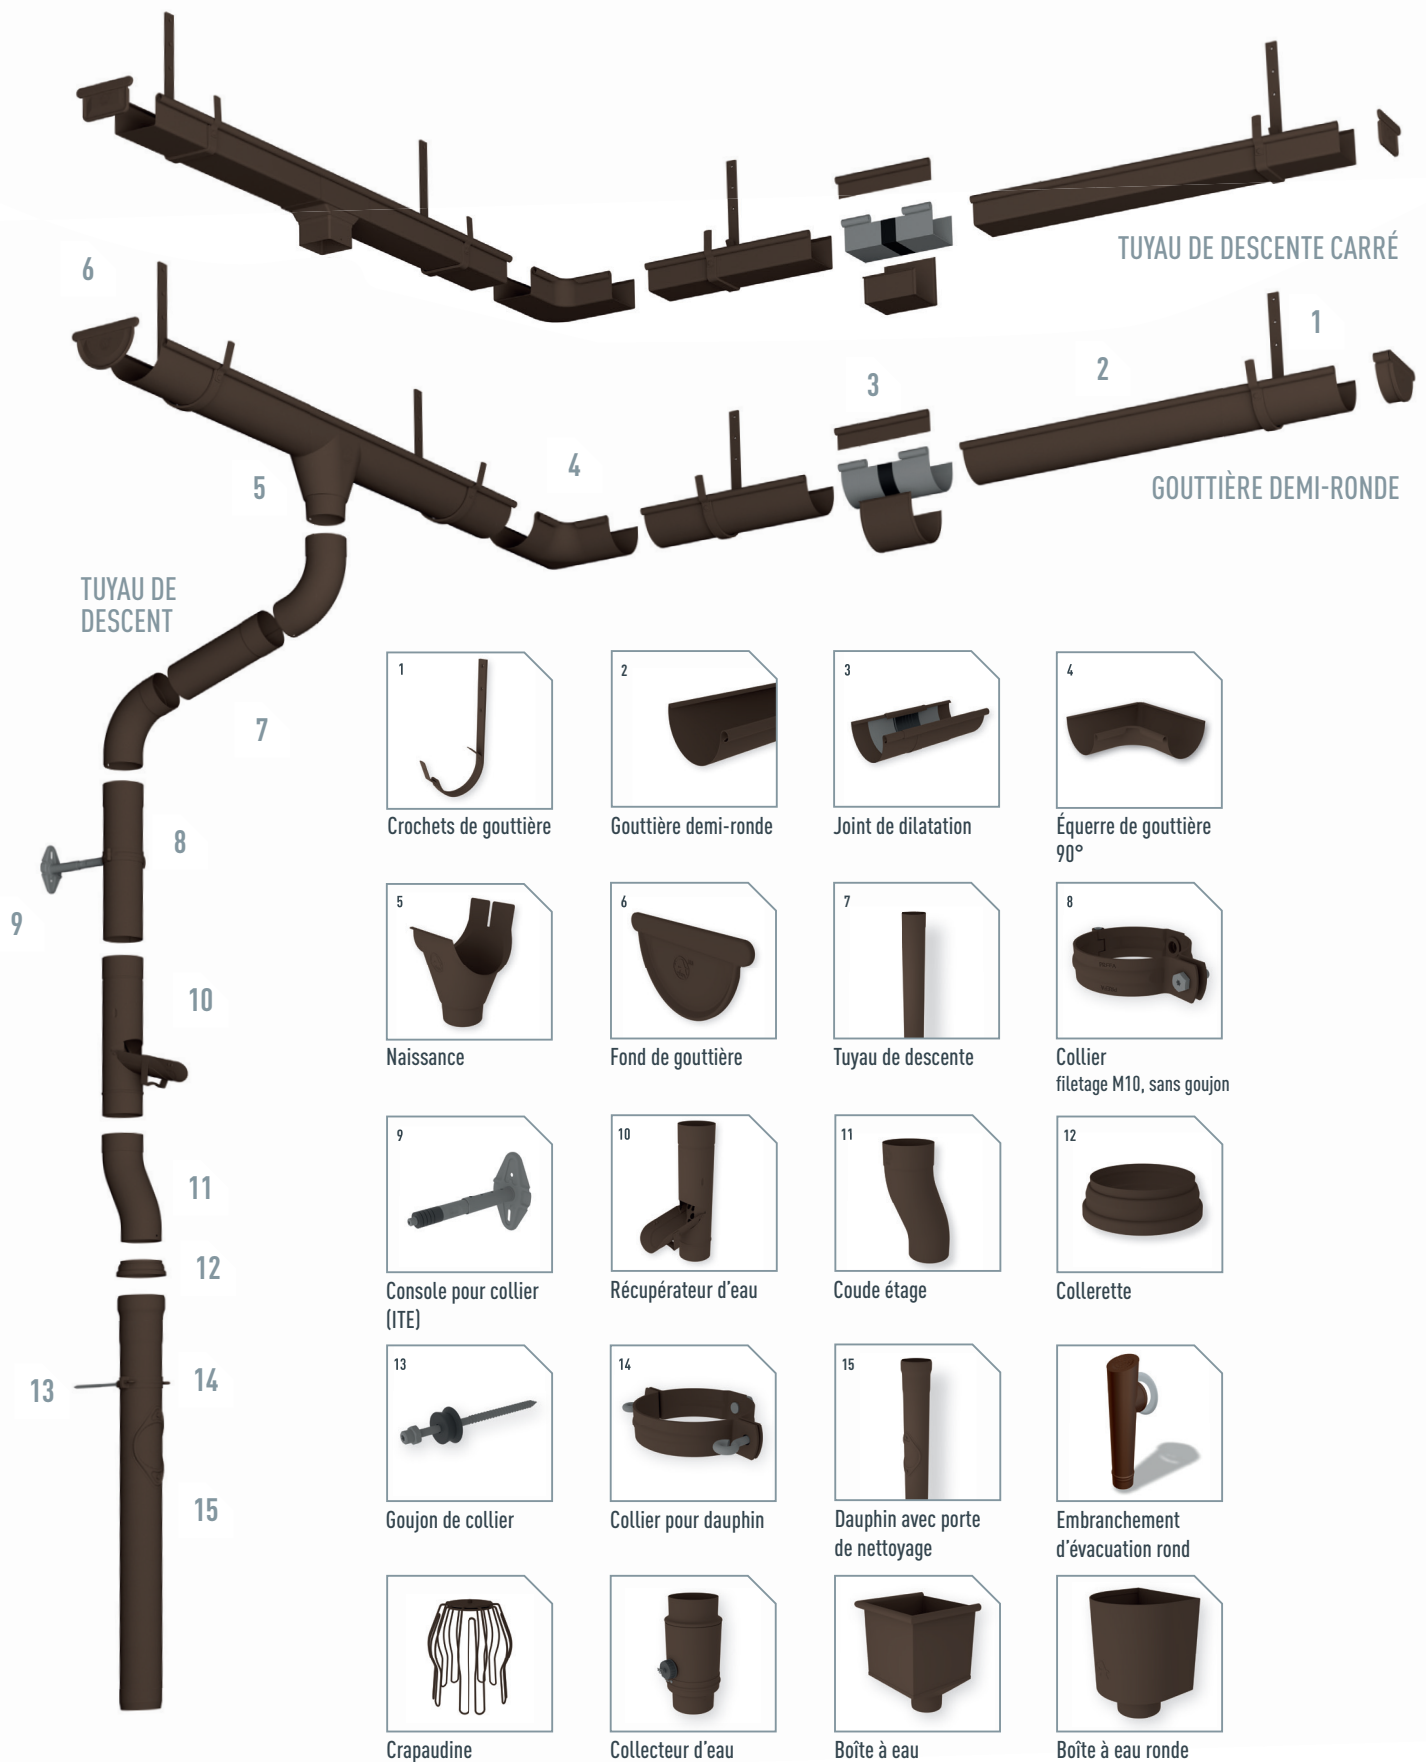 TUYAU DE DESCENTE CARRÉ
6
1
2
3
4
GOUTTIÈRE DEMI-RONDE
5
TUYAU DE
DESCENT
7
8
9
10
11
12
13
14
15
1
2
3
4
Crochets de gouttière
Gouttière demi-ronde
Joint de dilatation
Équerre de gouttière
90°
5
6
7
8
Naissance
Fond de gouttière
Tuyau de descente
Collier
filetage M10, sans goujon
9
10
11
12
Console pour collier
(ITE)
Récupérateur d'eau
Coude étage
Collerette
13
14
15
Goujon de collier
Collier pour dauphin
Dauphin avec porte
de nettoyage
Embranchement
d'évacuation rond
Crapaudine
Collecteur d'eau
Boîte à eau
Boîte à eau ronde